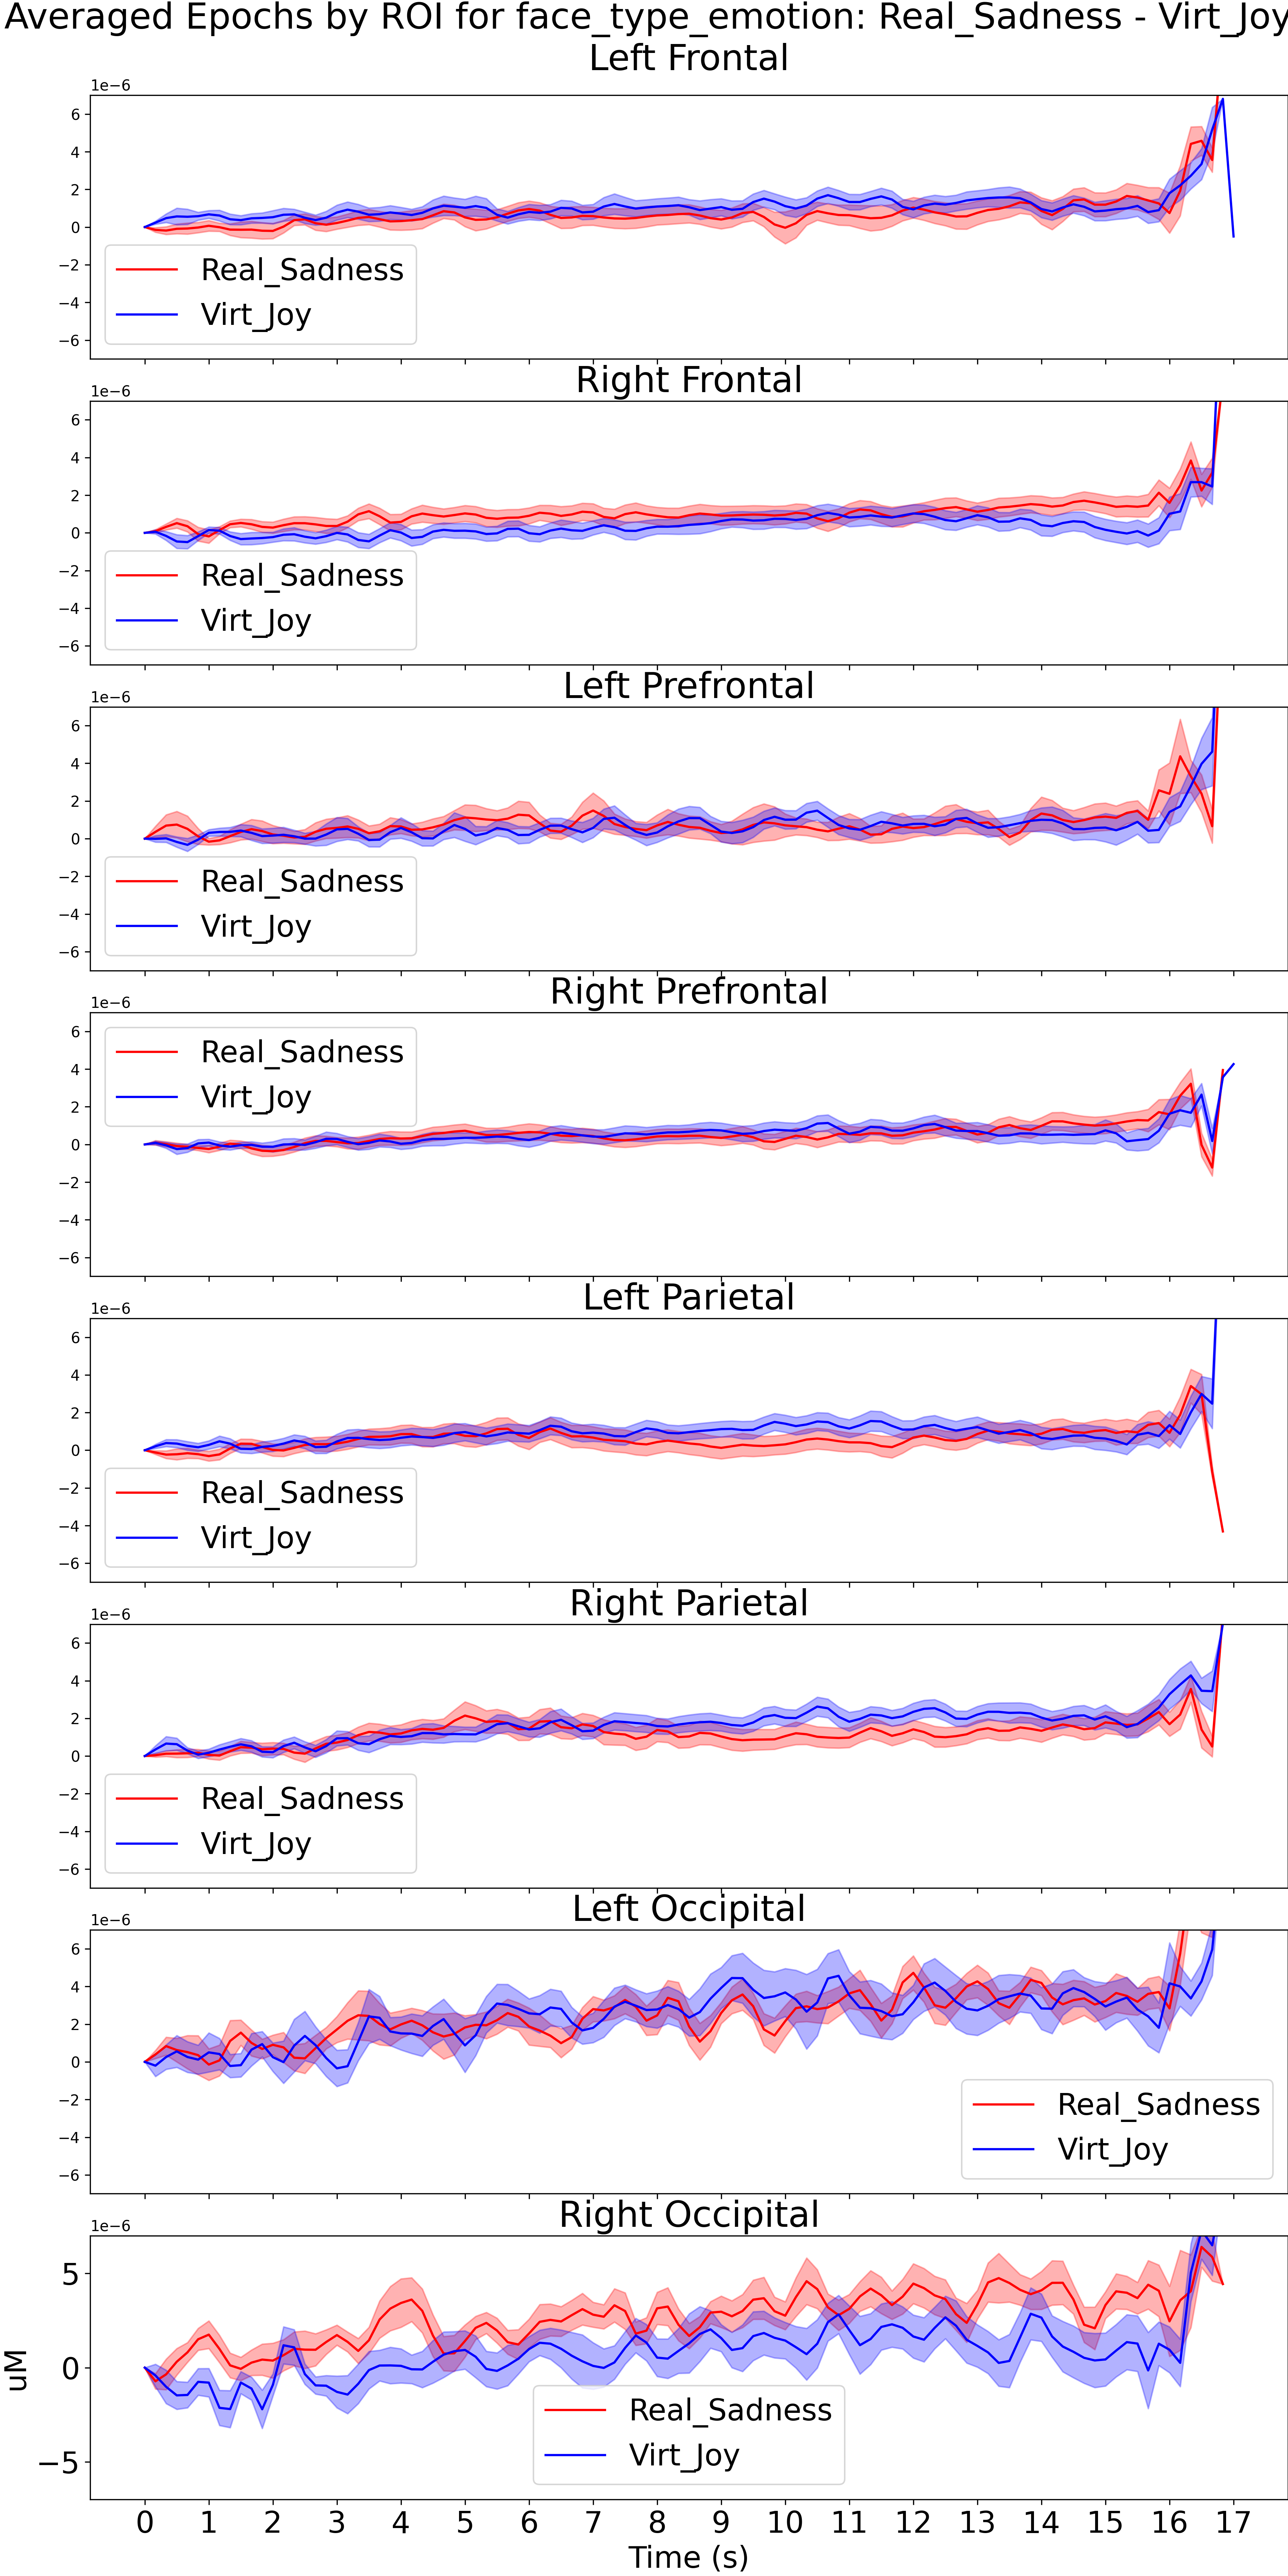 Averaged Epochs by ROI for face_type_emotion: Real_Sadness - Virt_Joy
Left Frontal
1e−6
6
4
2
0
−2
−4
−6
Real_Sadness
Virt_Joy
Right Frontal
1e−6
6
4
2
0
−2
−4
−6
Real_Sadness
Virt_Joy
Left Prefrontal
1e−6
6
4
2
0
−2
−4
−6
Real_Sadness
Virt_Joy
Right Prefrontal
1e−6
6
4
2
0
−2
−4
−6
Real_Sadness
Virt_Joy
Left Parietal
1e−6
6
4
2
0
−2
−4
−6
Real_Sadness
Virt_Joy
Right Parietal
1e−6
6
4
2
0
−2
−4
−6
Real_Sadness
Virt_Joy
Left Occipital
1e−6
6
4
2
0
−2
−4
−6
Real_Sadness
Virt_Joy
Right Occipital
1e−6
5
0
−5
uM
Real_Sadness
Virt_Joy
0 1 2 3 4 5 6 7 8 9 10 11 12 13 14 15 16 17
Time (s)